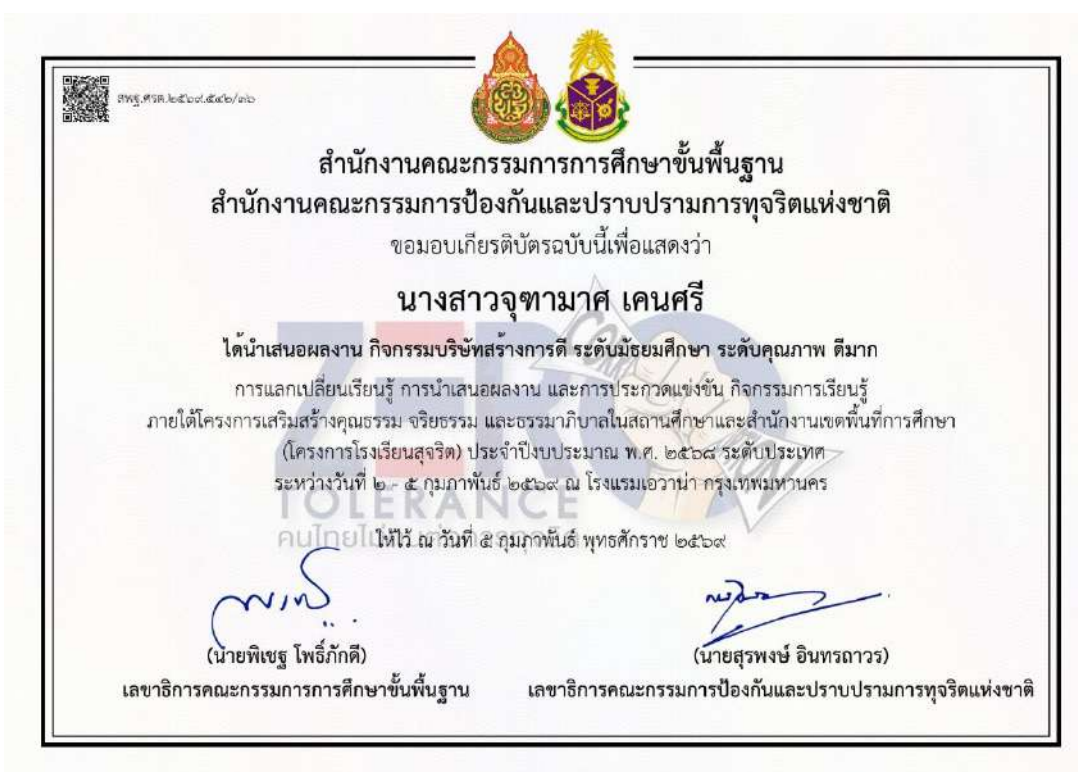 สพฐ.ศรต.๒๕๖๙.๕๔๒/๓๖
สำนักงานคณะกรรมการการศึกษาขั้นพื้นฐาน
สำนักงานคณะกรรมการป้องกันและปราบปรามการทุจริตแห่งชาติ
ขอมอบเกียรติบัตรฉบับนี้เพื่อแสดงว่า
นางสาวจุฑามาศ เคนศรี
ได้นำเสนอผลงาน กิจกรรมบริษัทสร้างการดี ระดับมัธยมศึกษา ระดับคุณภาพ ดีมาก
การแลกเปลี่ยนเรียนรู้ การนำเสนอผลงาน และการประกวดแข่งขัน กิจกรรมการเรียนรู้
ภายใต้โครงการเสริมสร้างคุณธรรม จริยธรรม และธรรมาภิบาลในสถานศึกษาและสำนักงานเขตพื้นที่การศึกษา
(โครงการโรงเรียนสุจริต) ประจำปีงบประมาณ พ.ศ. ๒๕๖๘ ระดับประเทศ
ระหว่างวันที่ ๒ - ๕ กุมภาพันธ์ ๒๕๖๙ ณ โรงแรมเอวาน่า กรุงเทพมหานคร
ให้ไว้ ณ วันที่ ๕ กุมภาพันธ์ พุทธศักราช ๒๕๖๙
ZERO
CORRUPTION
TOLERANCE
คนไทยไม่
(นายพิเชฐ โพธิ์ภักดี)
(นายสุรพงษ์ อินทรถาวร)
เลขาธิการคณะกรรมการการศึกษาขั้นพื้นฐาน
เลขาธิการคณะกรรมการป้องกันและปราบปรามการทุจริตแห่งชาติ